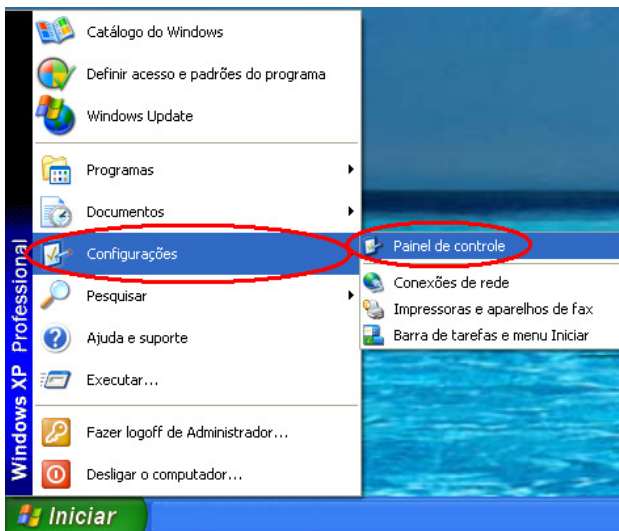 Catálogo do Windows
Definir acesso e padrões do programa
Windows Update
Programas
Documentos
Configurações
Pesquisar
Ajuda e suporte
Executar...
Fazer logoff de Administrador...
Desligar o computador...
Painel de controle
Conexões de rede
Impressoras e aparelhos de fax
Barra de tarefas e menu Iniciar
Windows XP Professional
Iniciar